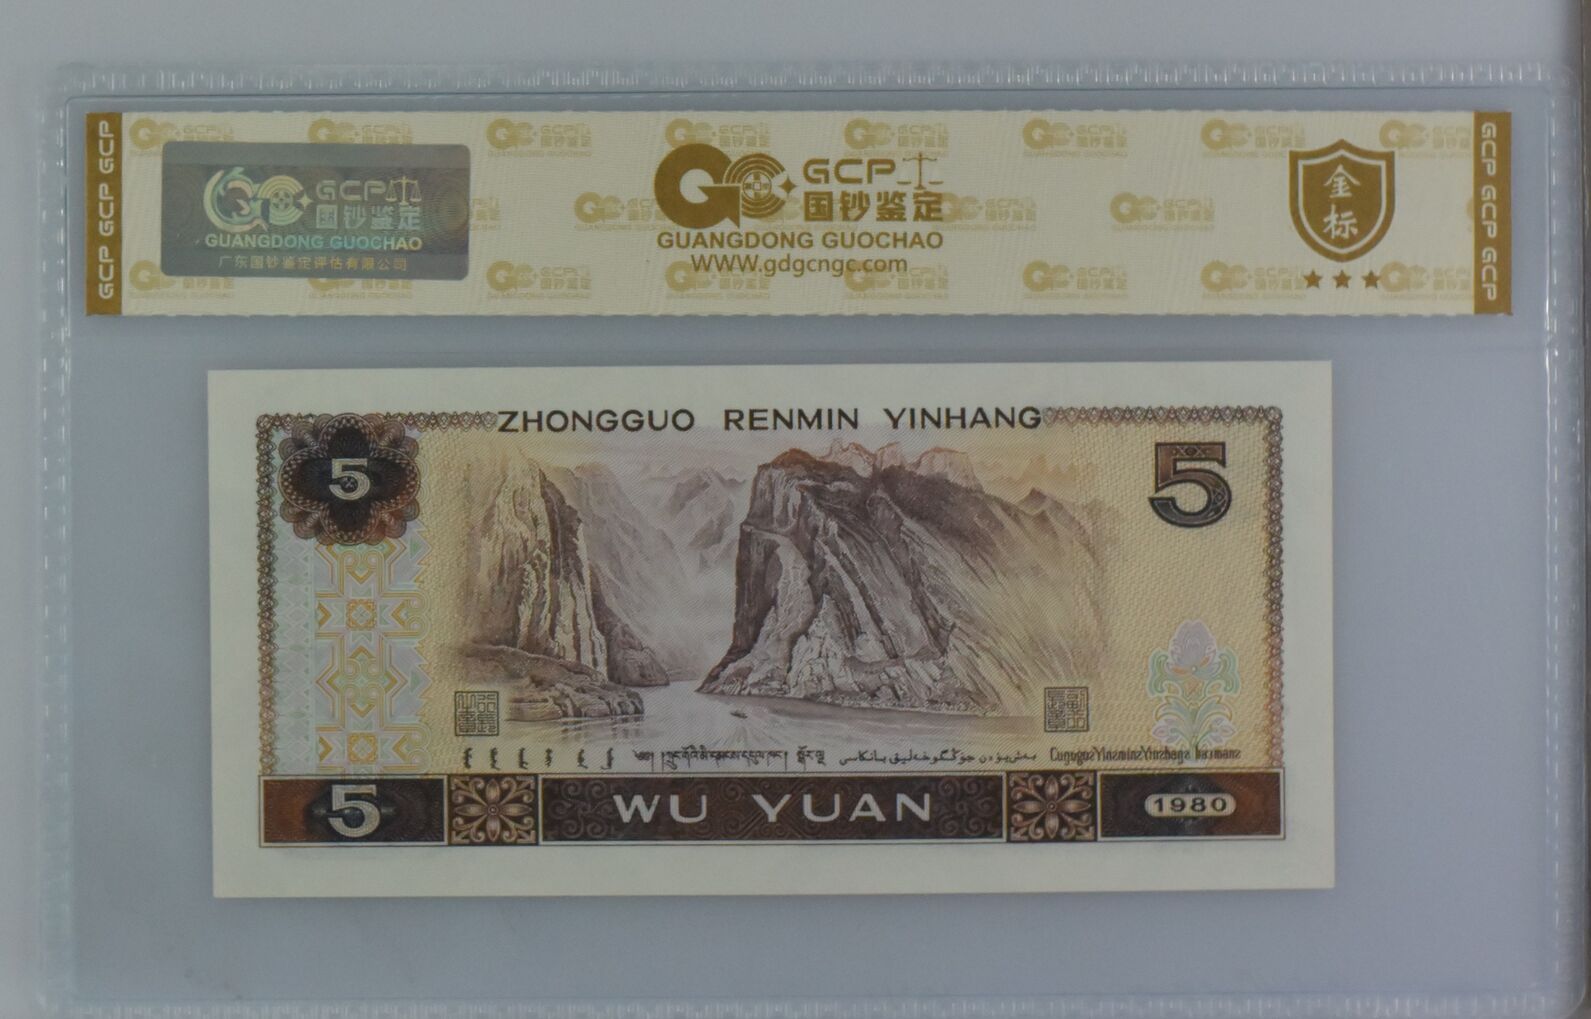 GCP GCP GCP
GCP
国钞鉴定
GUANGDONG GUOCHAO
广东国钞鉴定评估有限公司
GCP
国钞鉴定
GUANGDONG GUOCHAO
www.gdgcngc.com
金标
GCP GCP GCP
ZHONGGUO RENMIN YINHANG
5
5
5
WU YUAN
1980